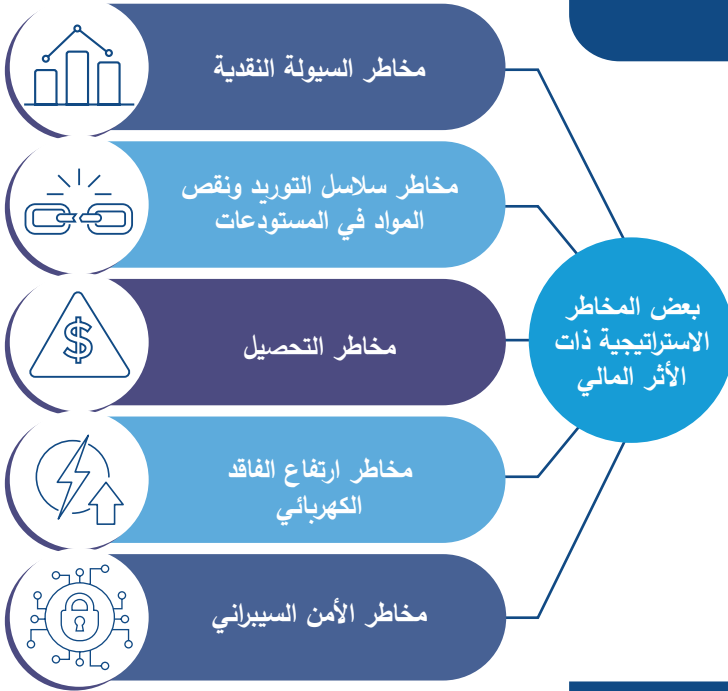 بعض المخاطر
الاستراتيجية ذات
الأثر المالي
مخاطر السيولة النقدية
مخاطر سلاسل التوريد ونقص
المواد في المستودعات
مخاطر التحصيل
مخاطر ارتفاع الفاقد
الكهربائي
مخاطر الأمن السيبراني
$